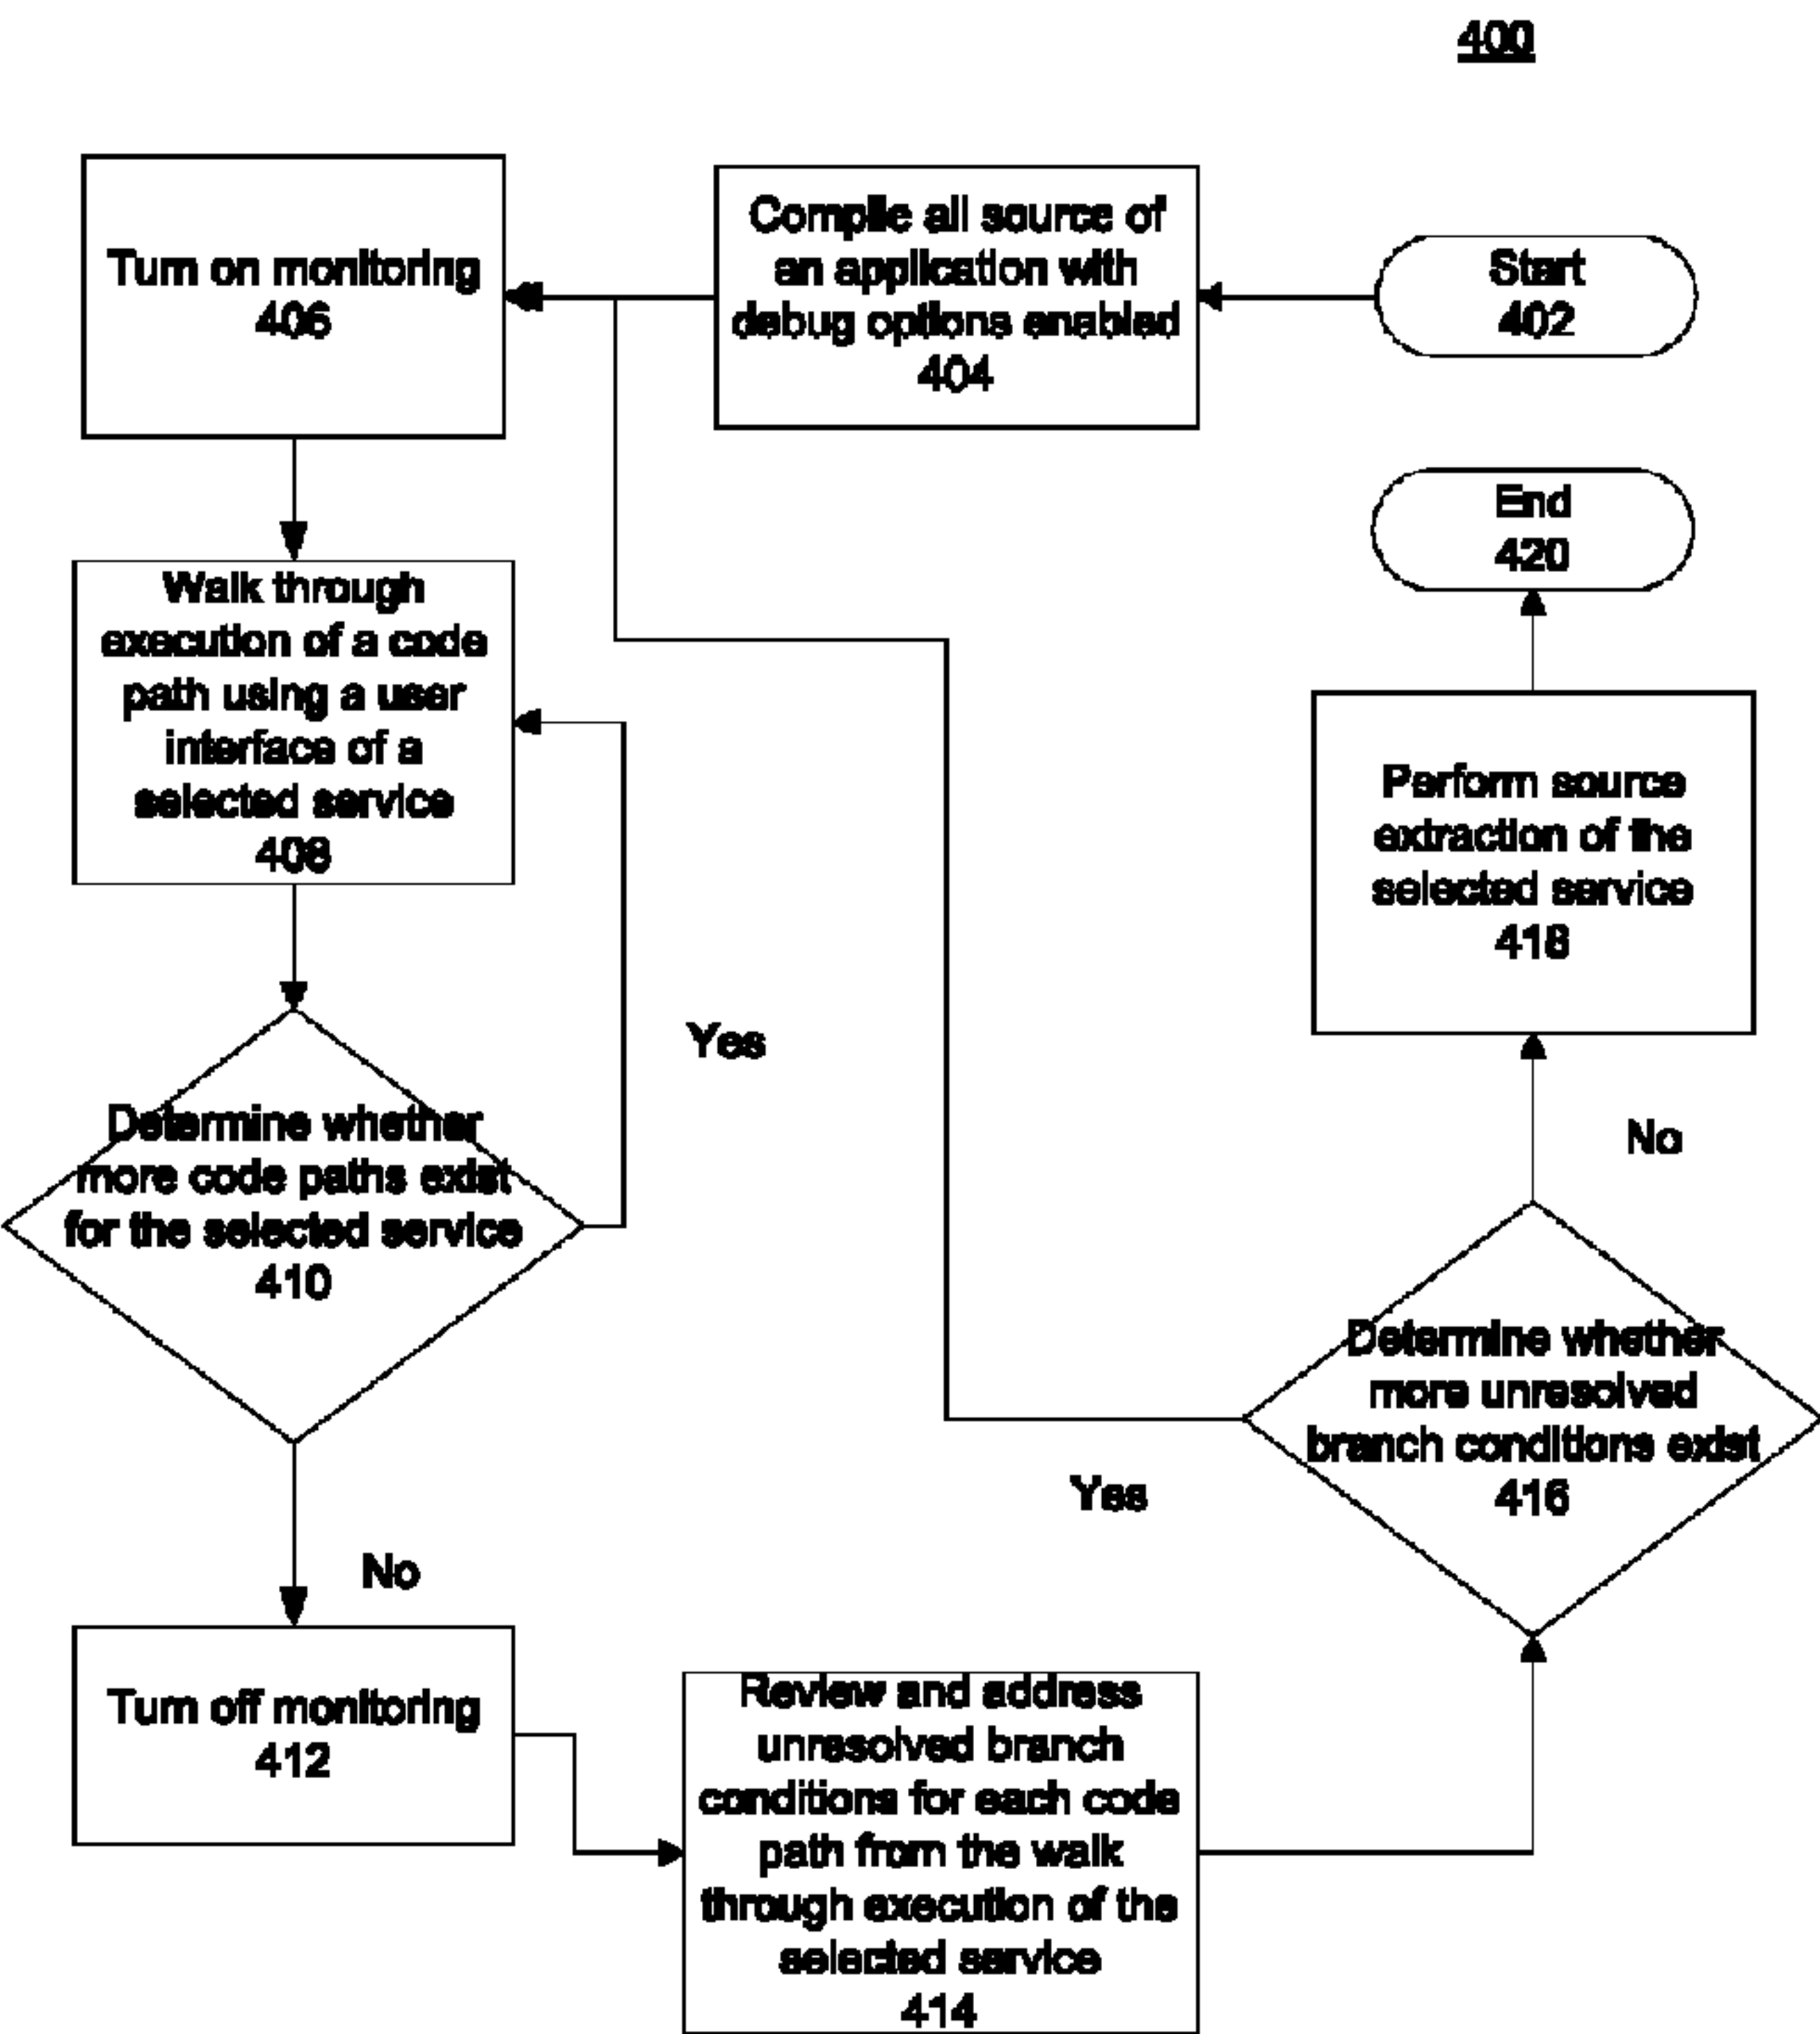 400
Start
402
Compile all source of
an application with
debug options enabled
404
Turn on monitoring
406
Walk through
execution of a code
path using a user
interface of a
selected service
408
Determine whether
more code paths exist
for the selected service
410
Yes
No
Turn off monitoring
412
Review and address
unresolved branch
conditions for each code
path from the walk
through execution of the
selected service
414
Determine whether
more unresolved
branch conditions exist
416
Yes
No
Perform source
extraction of the
selected service
418
End
420